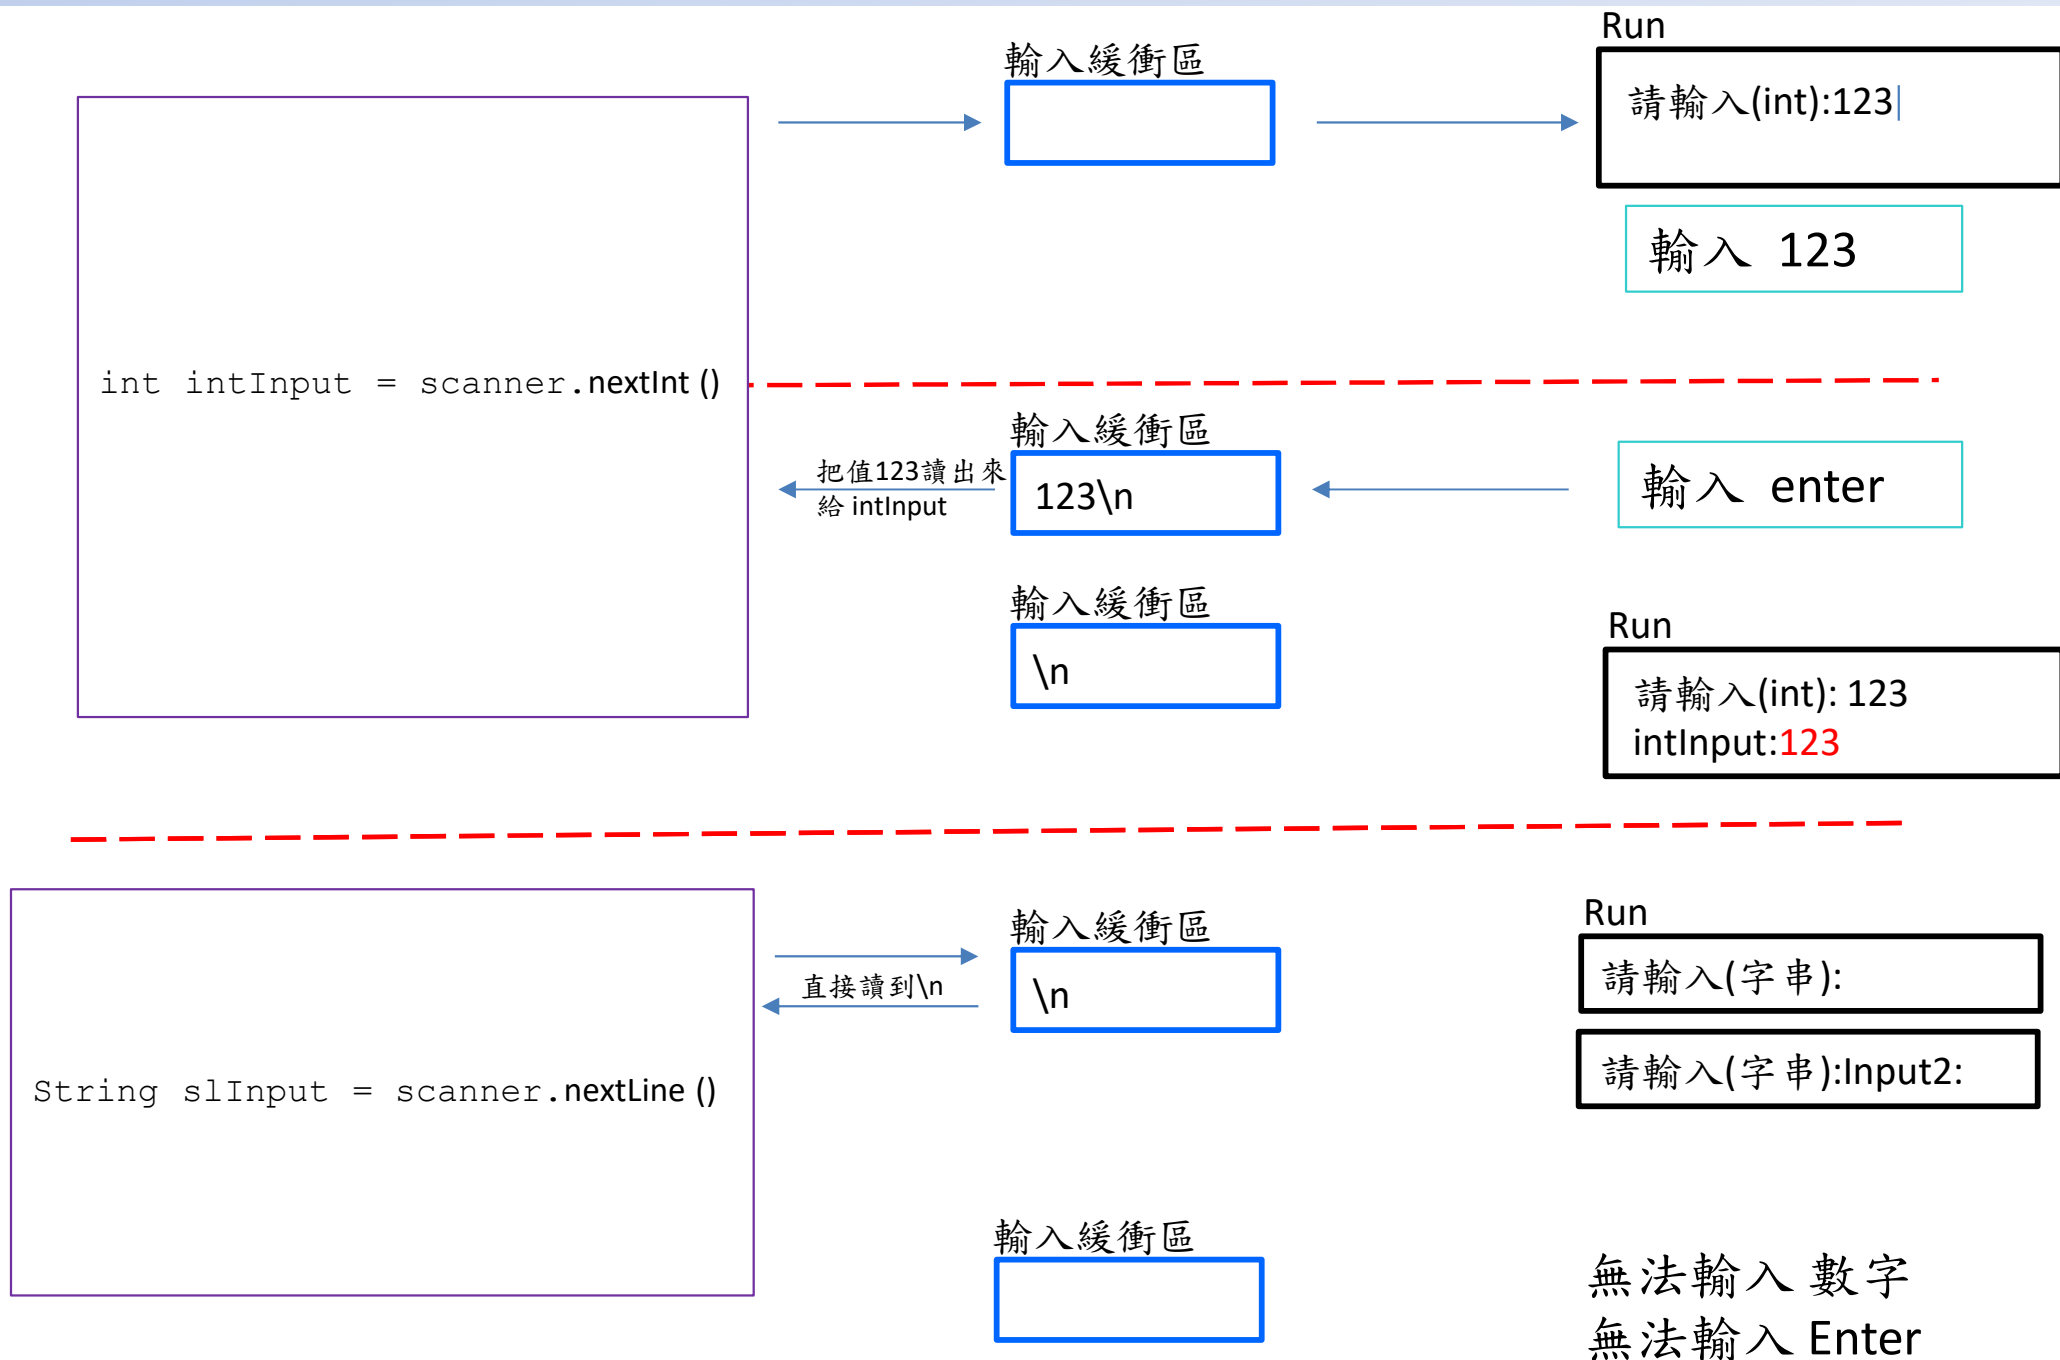 Run
輸入緩衝區
請輸入(int):123
輸入 123
int intInput = scanner.nextInt ()
輸入緩衝區
把值123讀出來
給 intInput
123\n
輸入 enter
輸入緩衝區
\n
Run
請輸入(int): 123
intInput:123
輸入緩衝區
Run
直接讀到\n
\n
請輸入(字串):
請輸入(字串):Input2:
String slInput = scanner.nextLine ()
輸入緩衝區
無法輸入 數字
無法輸入 Enter